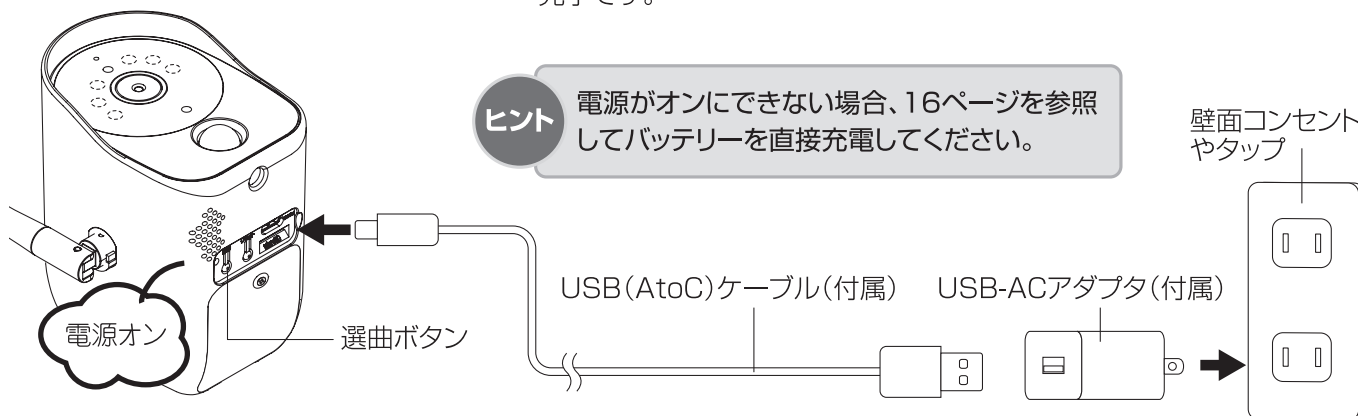 ヒント
電源がオンにできない場合、16ページを参照
してバッテリーを直接充電してください。
壁面コンセント
やタップ
USB(AtoC)ケーブル(付属)
USB-ACアダプタ(付属)
電源オン
選曲ボタン